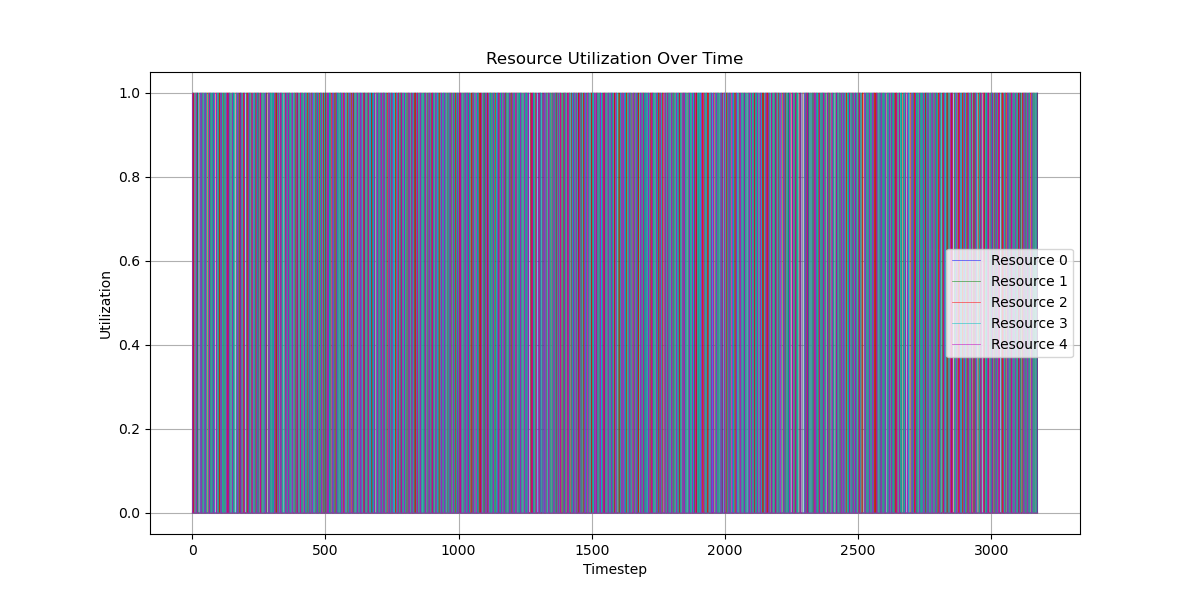 Resource Utilization Over Time
1.0
0.8
0.6
0.4
0.2
0.0
Utilization
Resource 0
Resource 1
Resource 2
Resource 3
Resource 4
0 500 1000 1500 2000 2500 3000
Timestep